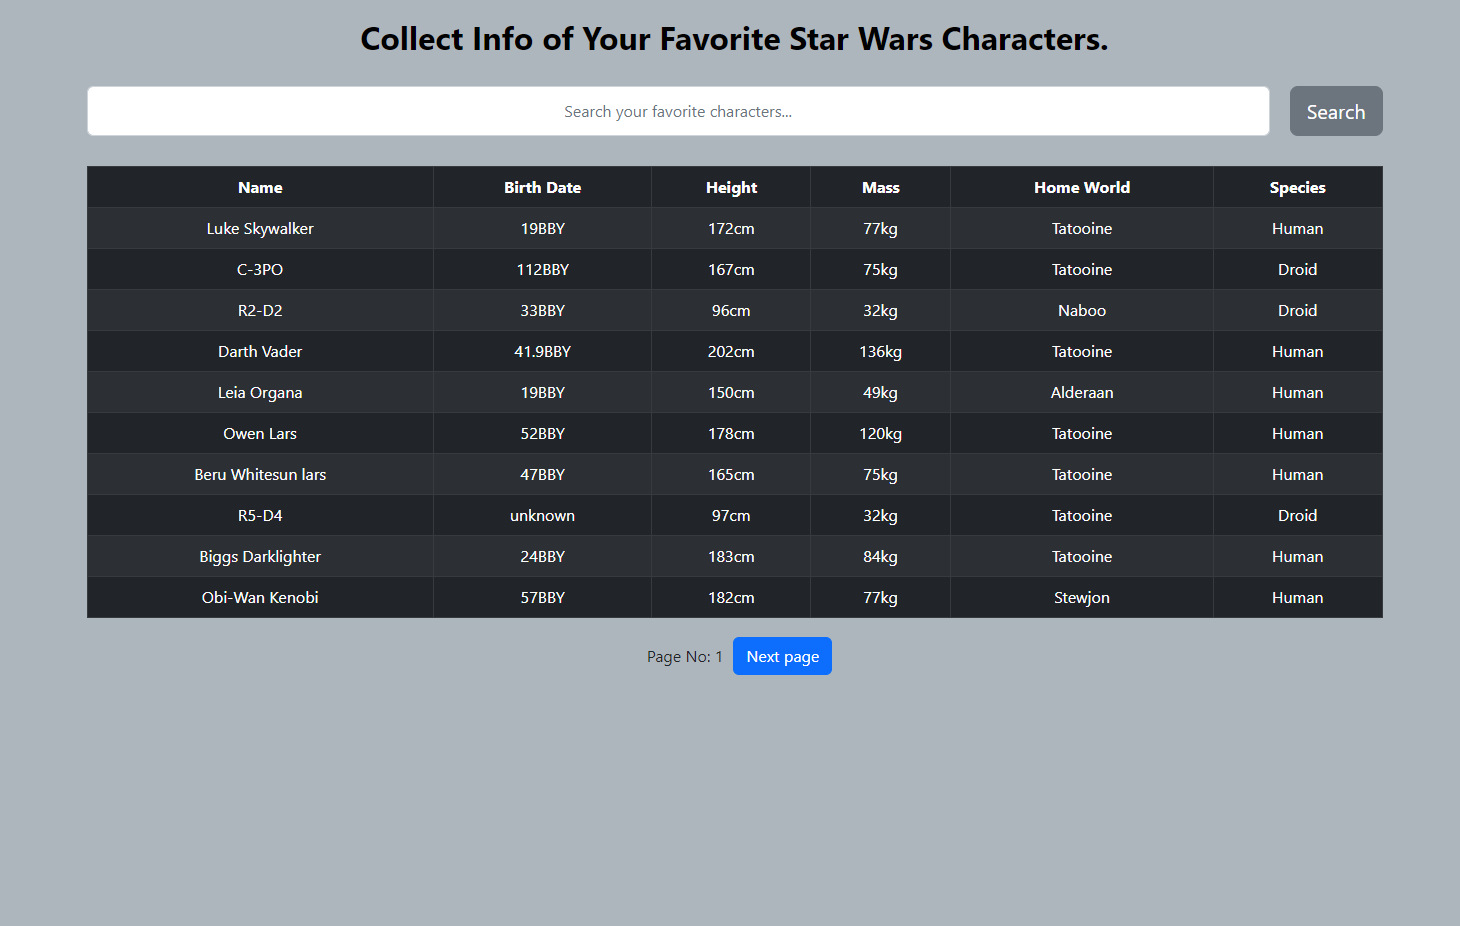 Collect Info of Your Favorite Star Wars Characters.
Search your favorite characters... Search
Name Birth Date Height Mass Home World Species
Luke Skywalker 19BBY 172cm 77kg Tatooine Human
C-3PO 112BBY 167cm 75kg Tatooine Droid
R2-D2 33BBY 96cm 32kg Naboo Droid
Darth Vader 41.9BBY 202cm 136kg Tatooine Human
Leia Organa 19BBY 150cm 49kg Alderaan Human
Owen Lars 52BBY 178cm 120kg Tatooine Human
Beru Whitesun lars 47BBY 165cm 75kg Tatooine Human
R5-D4 unknown 97cm 32kg Tatooine Droid
Biggs Darklighter 24BBY 183cm 84kg Tatooine Human
Obi-Wan Kenobi 57BBY 182cm 77kg Stewjon Human
Page No: 1 Next page